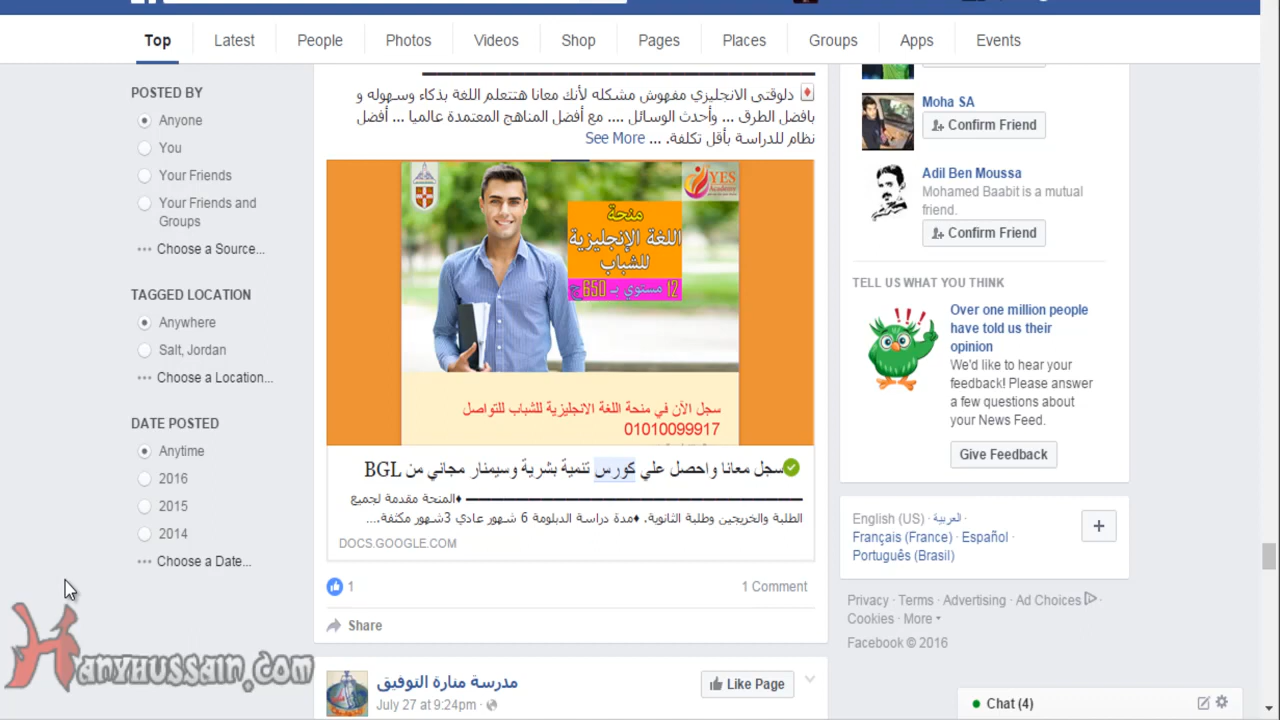 Top
Latest
People
Photos
Videos
Shop
Pages
Places
Groups
Apps
Events
POSTED BY
Anyone
You
Your Friends
Your Friends and
Groups
Choose a Source...
TAGGED LOCATION
Anywhere
Salt, Jordan
Choose a Location...
DATE POSTED
Anytime
2016
2015
2014
Choose a Date...
HanyHussain.com
دلوقتى الانجليزي مفهوش مشكله لأنك معانا هتتعلم اللغة بذكاء وسهوله و
بافضل الطرق ... وأحدث الوسائل .... مع أفضل المناهج المعتمدة عالميا ... أفضل
نظام للدراسة بأقل تكلفة. ... See More
YES
Academy
منحة
اللغة الإنجليزية
للشباب
12 مستوي بـ 650ج
سجل الآن في منحة اللغة الانجليزية للشباب للتواصل
01010099917
سجل معانا واحصل علي كورس تنمية بشرية وسيمنار مجاني من BGL
♦المنحة مقدمة لجميع
الطلبة والخريجين وطلبة الثانوية. ♦مدة دراسة الدبلومة 6 شهور عادي 3شهور مكثفة....
DOCS.GOOGLE.COM
1
1 Comment
Share
مدرسة منارة التوفيق
July 27 at 9:24pm ·
Like Page
Moha SA
Confirm Friend
Adil Ben Moussa
Mohamed Baabit is a mutual
friend.
Confirm Friend
TELL US WHAT YOU THINK
Over one million people
have told us their
opinion
We'd like to hear your
feedback! Please answer
a few questions about
your News Feed.
Give Feedback
English (US) · العربية ·
Français (France) · Español ·
Português (Brasil)
Privacy · Terms · Advertising · Ad Choices ·
Cookies · More
Facebook © 2016
Chat (4)